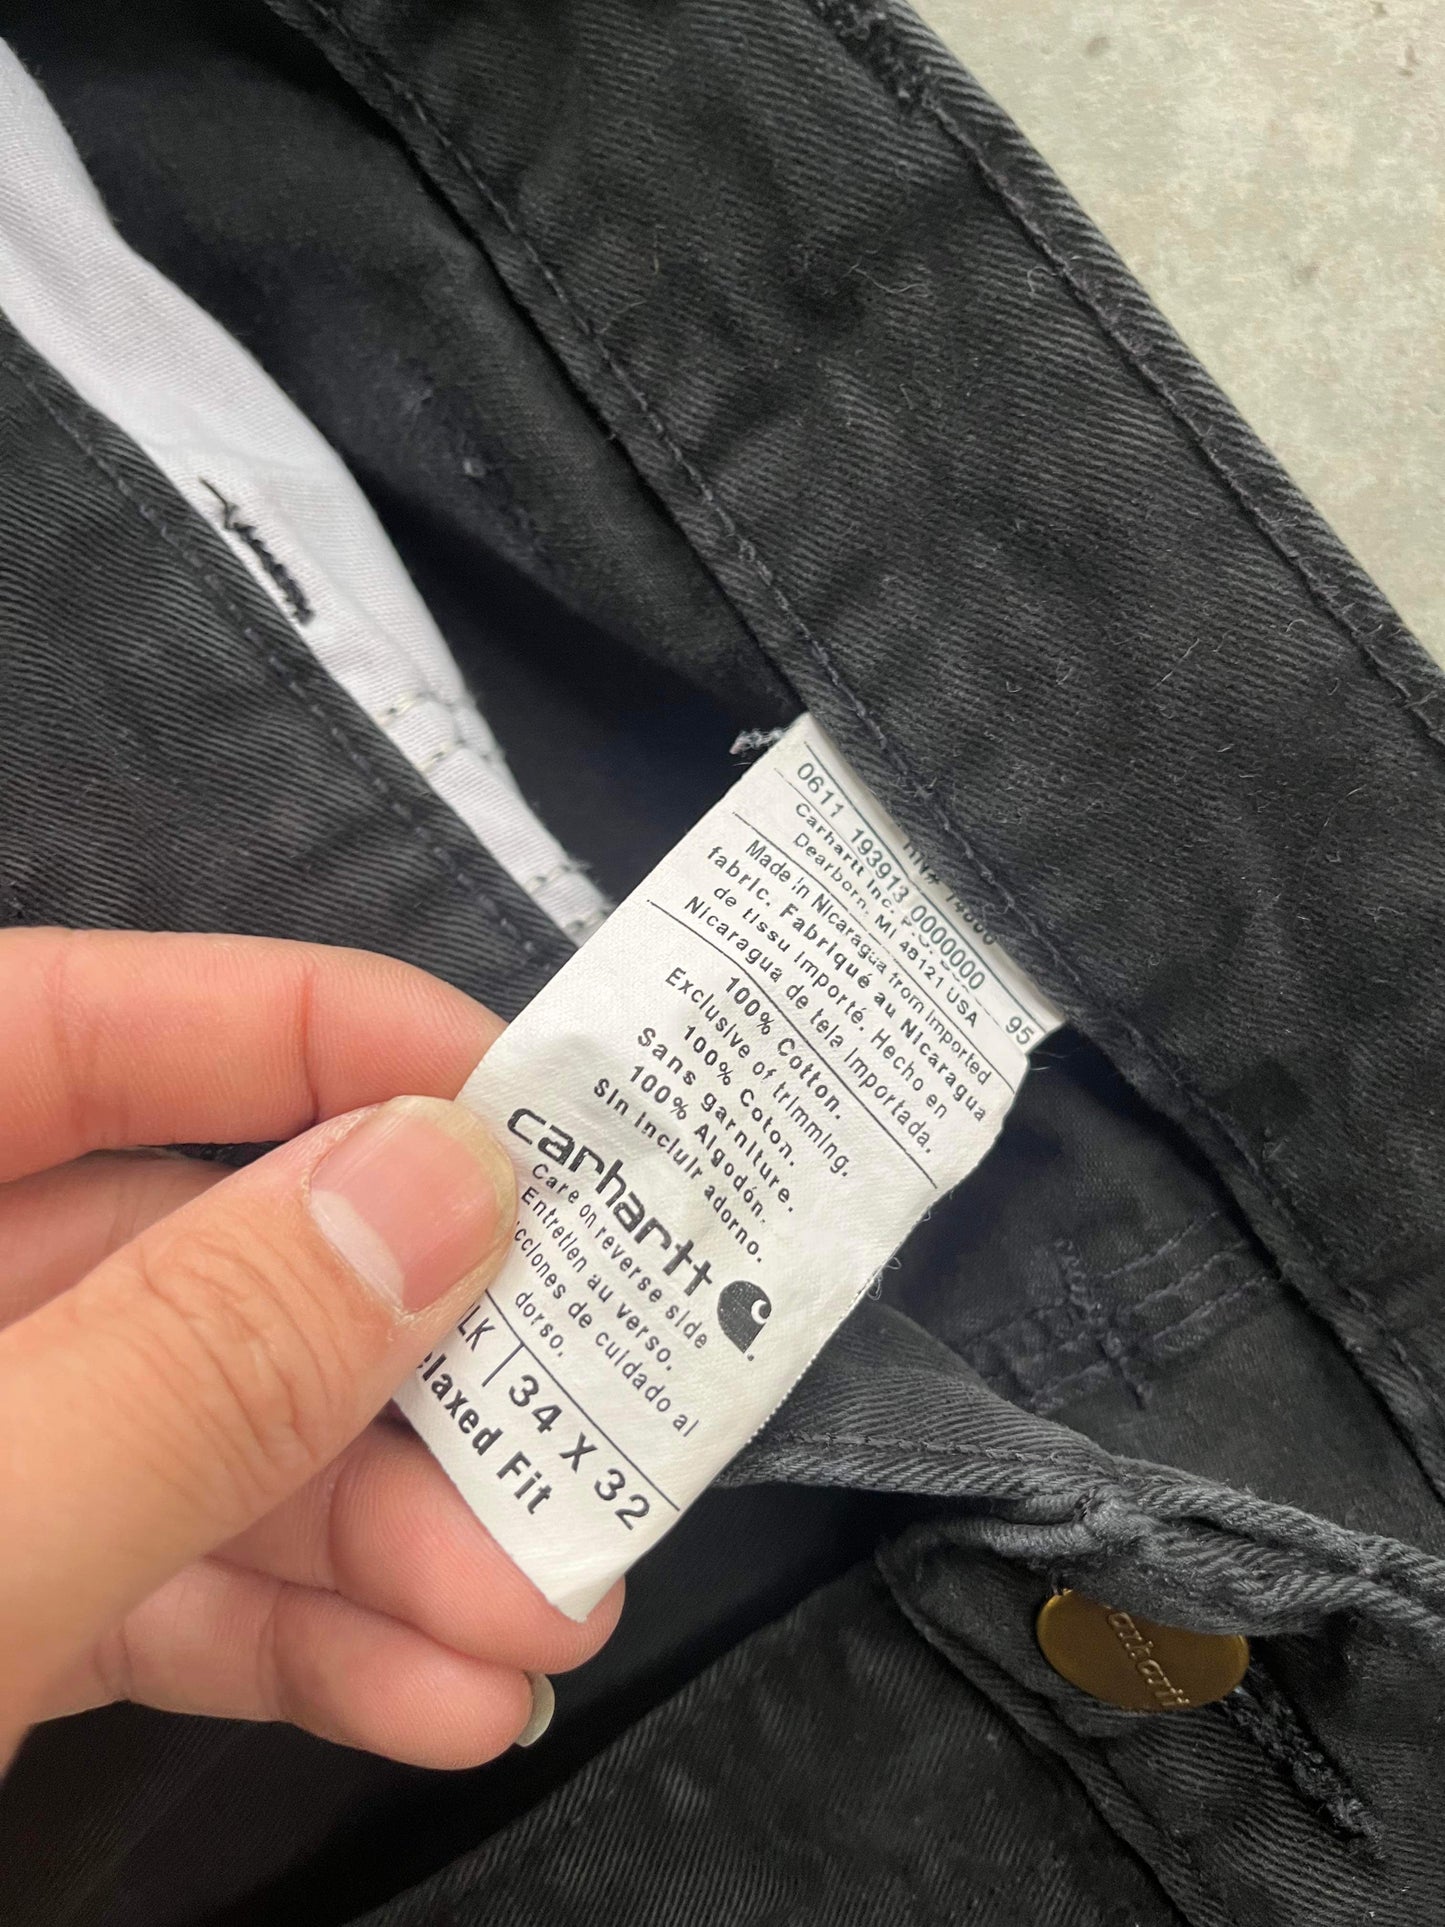 0611 193913 0000000 95
Carhartt Inc.
Dearborn, MI 48121 USA
Made in Nicaragua from imported
fabric. Fabriqué au Nicaragua
de tissu importé. Hecho en
Nicaragua de tela importada.
100% Cotton.
Exclusive of trimming.
100% Coton.
Sans garniture.
100% Algodón.
Sin incluir adorno.
carhartt
Care on reverse side
Entretien au verso.
cciones de cuidado al
dorso.
LK 34 X 32
elaxed Fit
arhartt